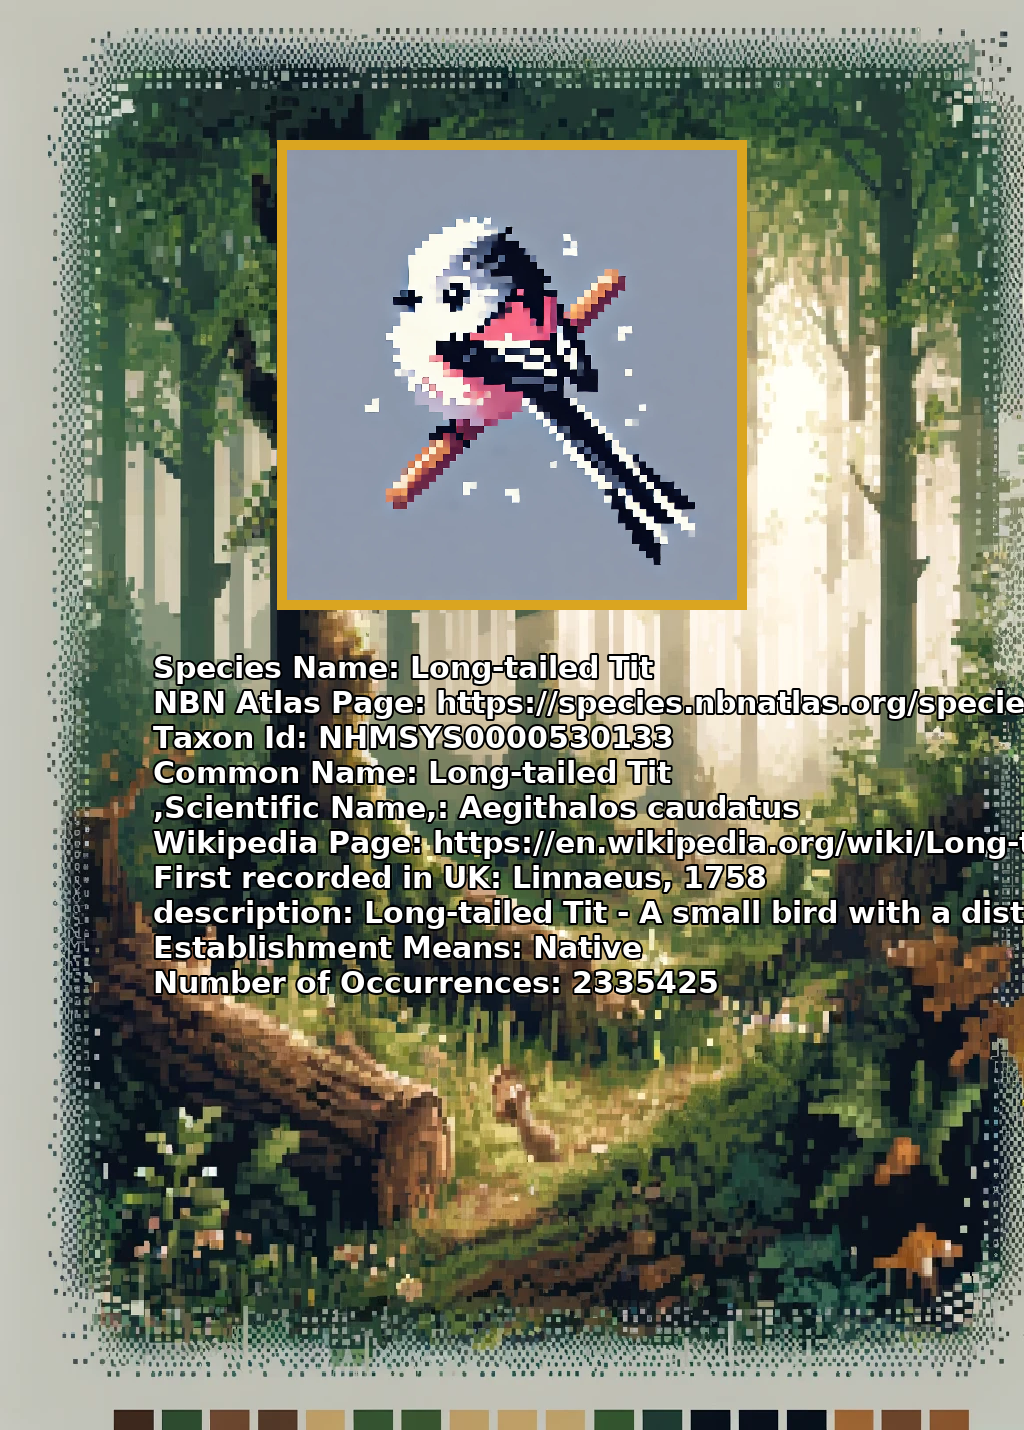 Species Name: Long-tailed Tit
NBN Atlas Page: https://species.nbnatlas.org/specie
Taxon Id: NHMSYS0000530133
Common Name: Long-tailed Tit
,Scientific Name,: Aegithalos caudatus
Wikipedia Page: https://en.wikipedia.org/wiki/Long-t
First recorded in UK: Linnaeus, 1758
description: Long-tailed Tit - A small bird with a dist
Establishment Means: Native
Number of Occurrences: 2335425